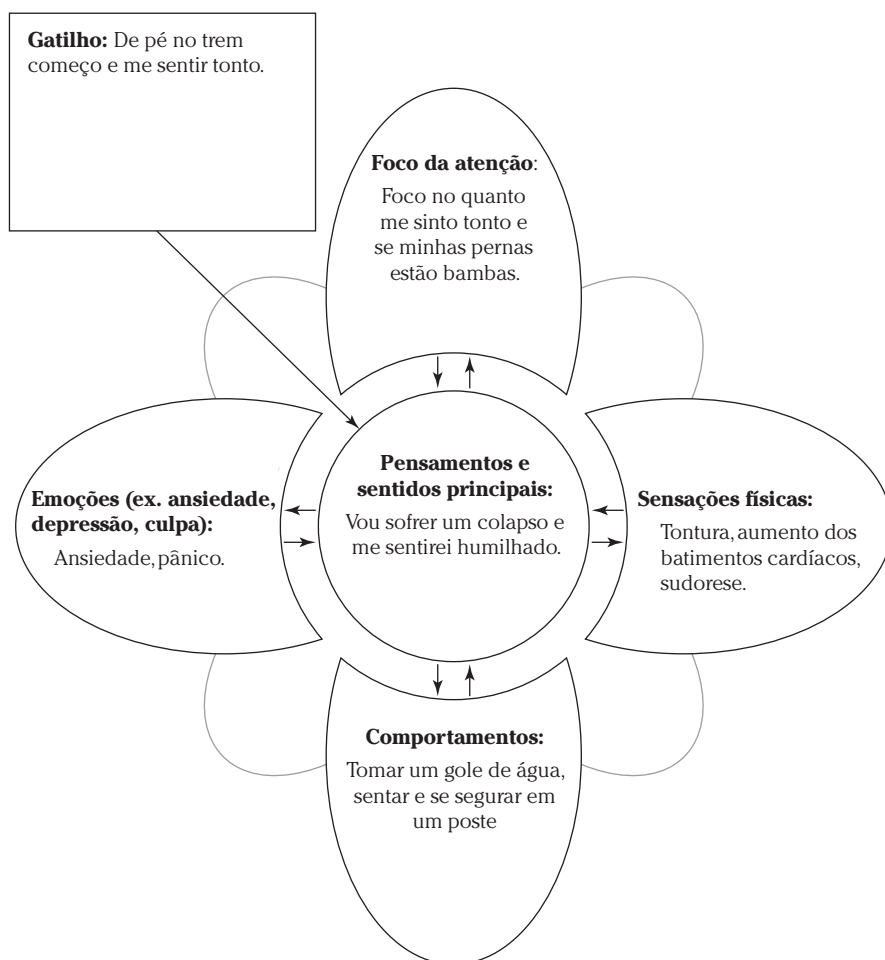 Gatilho: De pé no trem
começo e me sentir tonto.
Foco da atenção:
Foco no quanto
me sinto tonto e
se minhas pernas
estão bambas.
Emoções (ex. ansiedade,
depressão, culpa):
Ansiedade, pânico.
Pensamentos e
sentidos principais:
Vou sofrer um colapso e
me sentirei humilhado.
Sensações físicas:
Tontura, aumento dos
batimentos cardíacos,
sudorese.
Comportamentos:
Tomar um gole de água,
sentar e se segurar em
um poste